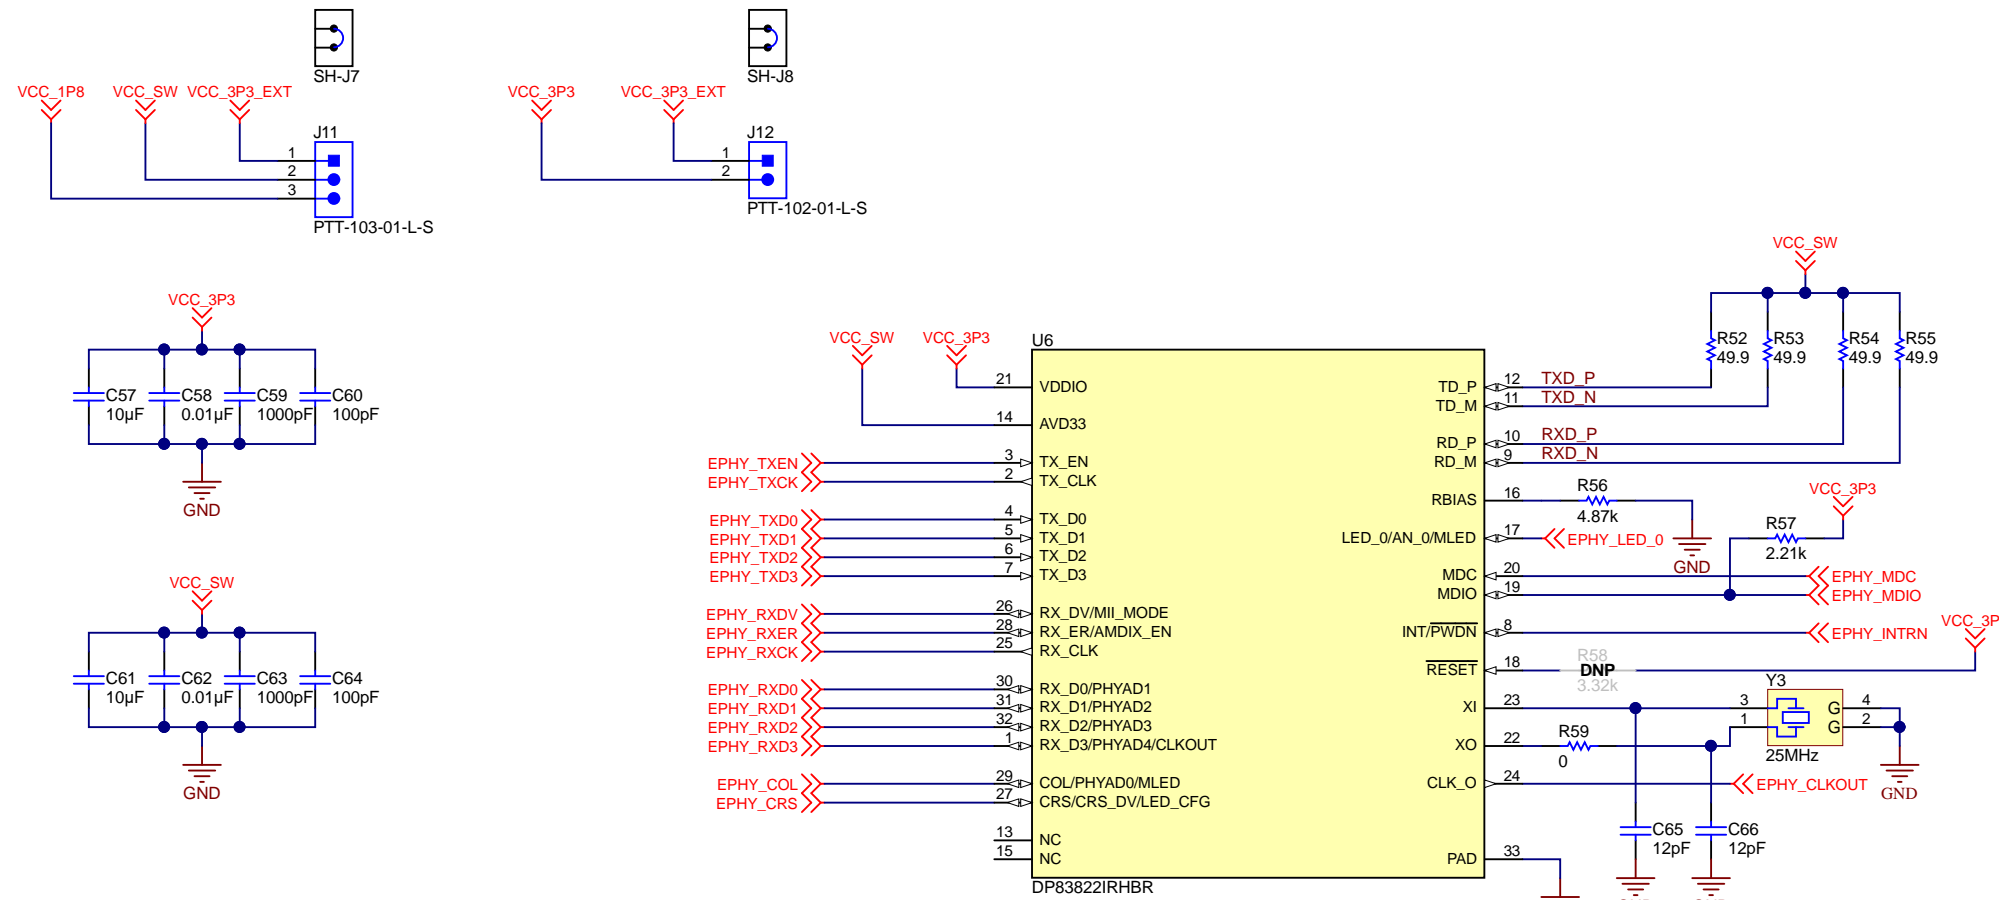 SH-J7
SH-J8
VCC_1P8 VCC_SW VCC_3P3_EXT
VCC_3P3 VCC_3P3_EXT
J11
1
2
3
PTT-103-01-L-S
J12
1
2
PTT-102-01-L-S
VCC_3P3
C57
10µF
C58
0.01µF
C59
1000pF
C60
100pF
GND
VCC_SW
C61
10µF
C62
0.01µF
C63
1000pF
C64
100pF
GND
VCC_SW VCC_3P3
U6
21 VDDIO
14 AVD33
EPHY_TXEN 3 TX_EN
EPHY_TXCK 2 TX_CLK
EPHY_TXD0 4 TX_D0
EPHY_TXD1 5 TX_D1
EPHY_TXD2 6 TX_D2
EPHY_TXD3 7 TX_D3
EPHY_RXDV 26 RX_DV/MII_MODE
EPHY_RXER 28 RX_ER/AMDIX_EN
EPHY_RXCK 25 RX_CLK
EPHY_RXD0 30 RX_D0/PHYAD1
EPHY_RXD1 31 RX_D1/PHYAD2
EPHY_RXD2 32 RX_D2/PHYAD3
EPHY_RXD3 1 RX_D3/PHYAD4/CLKOUT
EPHY_COL 29 COL/PHYAD0/MLED
EPHY_CRS 27 CRS/CRS_DV/LED_CFG
13 NC
15 NC
DP83822IRHBR
VCC_SW
R52
49.9
R53
49.9
R54
49.9
R55
49.9
TD_P 12 TXD_P
TD_M 11 TXD_N
RD_P 10 RXD_P
RD_M 9 RXD_N
RBIAS 16
R56
4.87k
GND
LED_0/AN_0/MLED 17 EPHY_LED_0
VCC_3P3
R57
2.21k
MDC 20 EPHY_MDC
MDIO 19 EPHY_MDIO
INT/PWDN 8 EPHY_INTRN
VCC_3P
RESET 18
R58
DNP
3.32k
XI 23
XO 22
R59
0
Y3
3 G 4
1 G 2
25MHz
GND
CLK_O 24 EPHY_CLKOUT
C65
12pF
C66
12pF
PAD 33